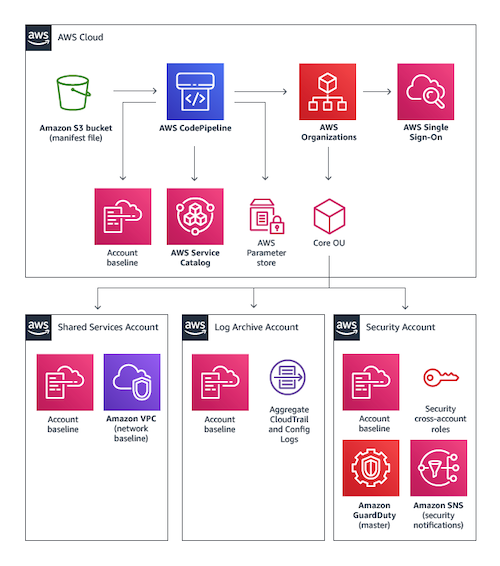 aws
AWS Cloud
Amazon S3 bucket
(manifest file)
AWS CodePipeline
AWS
Organizations
AWS Single
Sign-On
Account
baseline
AWS Service
Catalog
AWS
Parameter
store
Core OU
aws
Shared Services Account
aws
Log Archive Account
aws
Security Account
Account
baseline
Amazon VPC
(network
baseline)
Account
baseline
Aggregate
CloudTrail
and Config
Logs
Account
baseline
Security
cross-account
roles
Amazon
GuardDuty
(master)
Amazon SNS
(security
notifications)